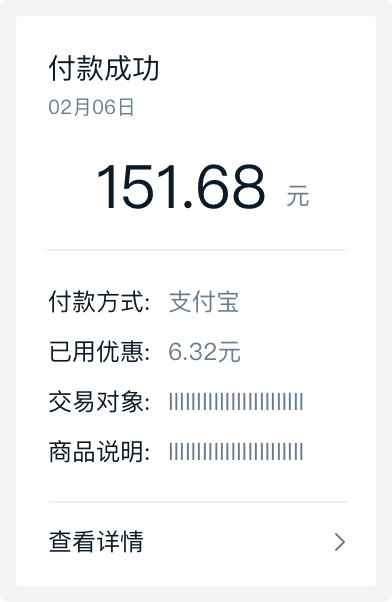 付款成功
02月06日
151.68 元
付款方式: 支付宝
已用优惠: 6.32元
交易对象:
商品说明:
查看详情